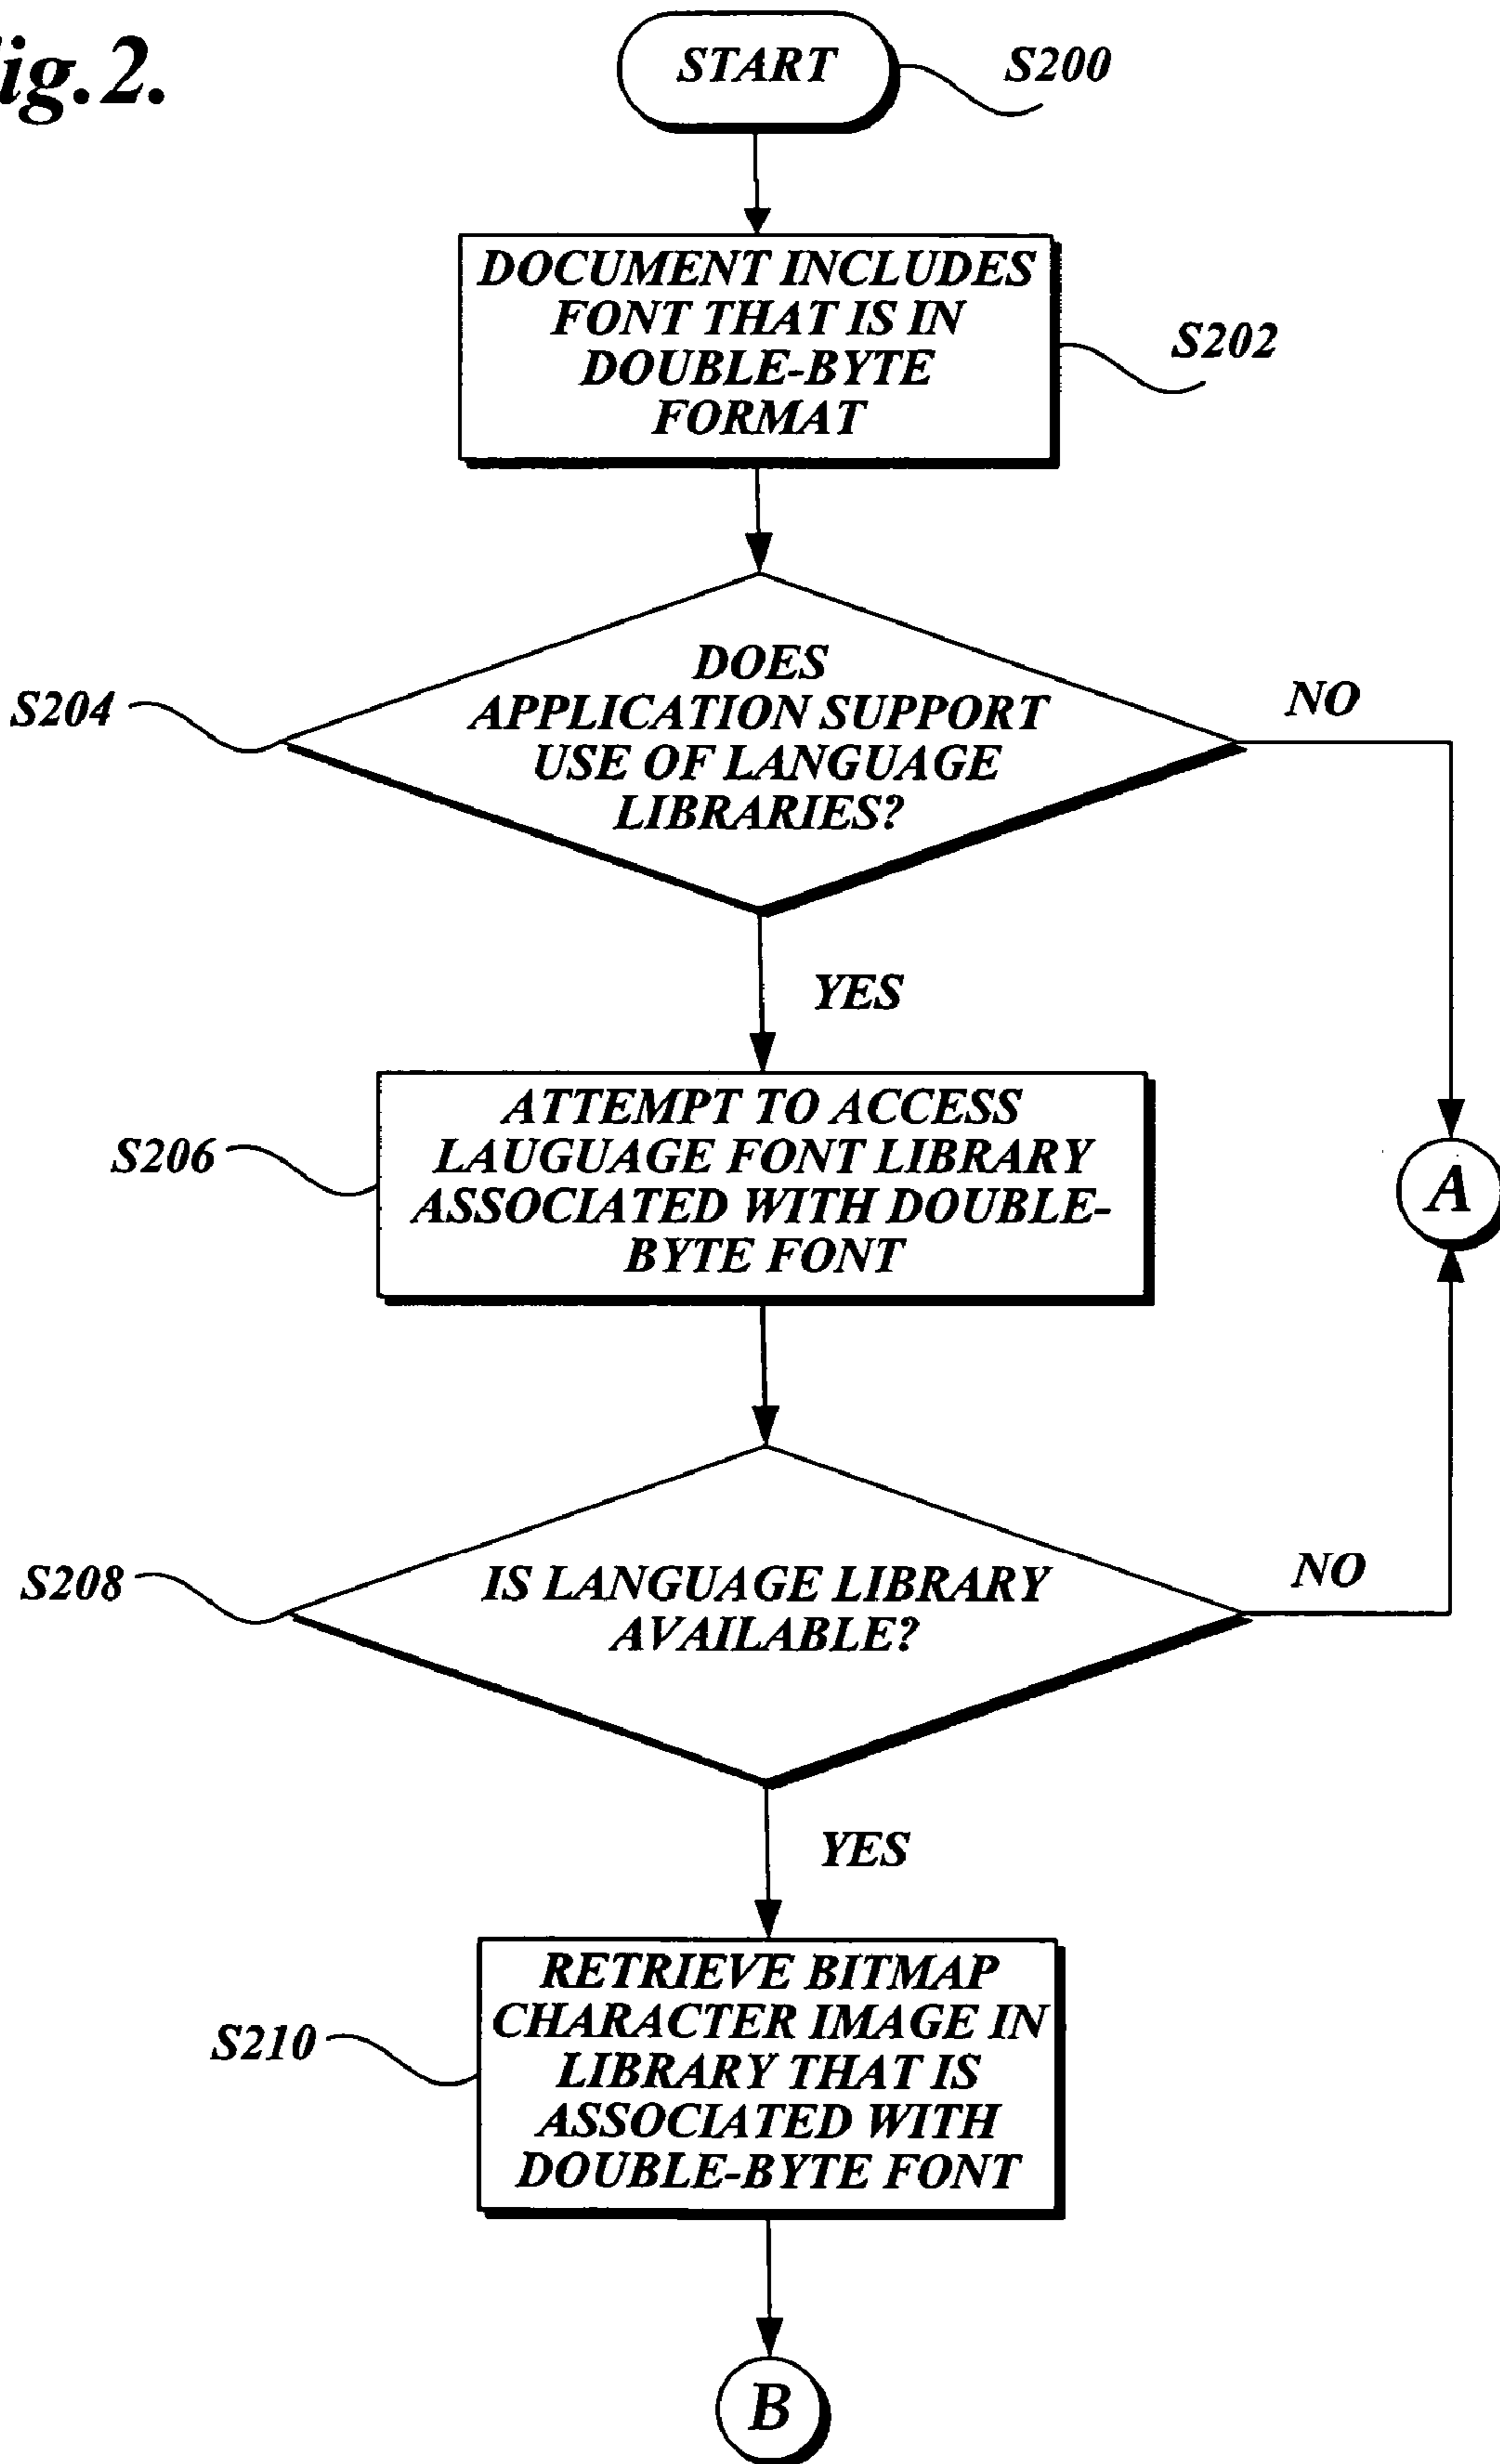 ig. 2.
START
S200
DOCUMENT INCLUDES
FONT THAT IS IN
DOUBLE-BYTE
FORMAT
S202
DOES
APPLICATION SUPPORT
USE OF LANGUAGE
LIBRARIES?
S204
NO
YES
ATTEMPT TO ACCESS
LAUGUAGE FONT LIBRARY
ASSOCIATED WITH DOUBLE-
BYTE FONT
S206
A
IS LANGUAGE LIBRARY
AVAILABLE?
S208
NO
YES
RETRIEVE BITMAP
CHARACTER IMAGE IN
LIBRARY THAT IS
ASSOCIATED WITH
DOUBLE-BYTE FONT
S210
B